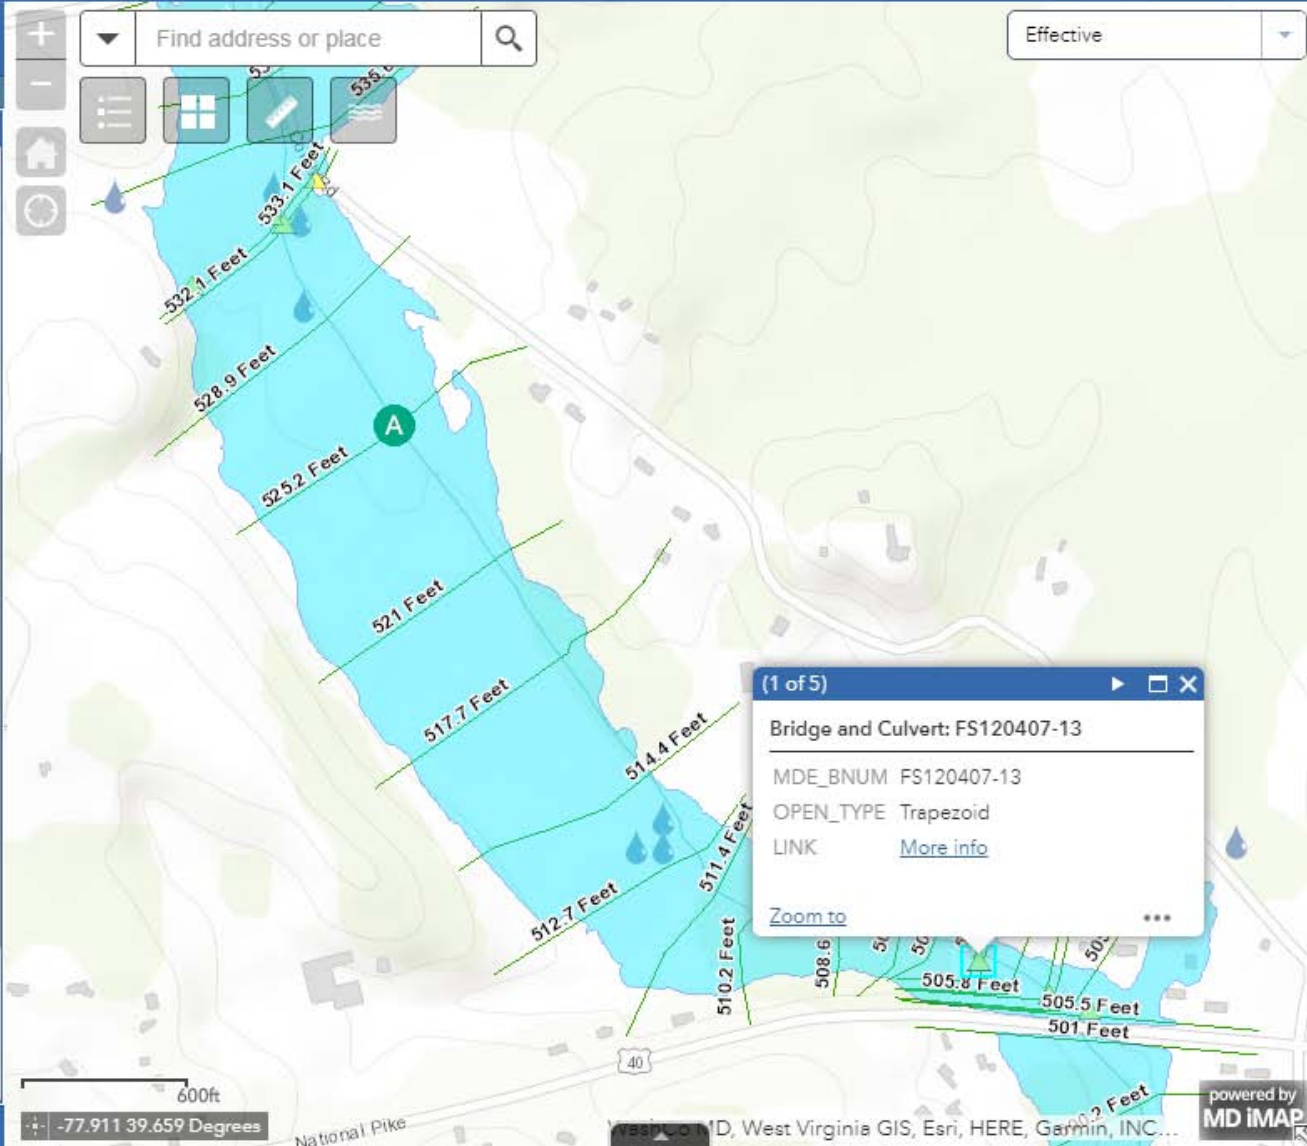 Find address or place
Effective
535.6
533.1 Feet
532.1 Feet
528.9 Feet
A
525.2 Feet
521 Feet
517.7 Feet
514.4 Feet
(1 of 5)
Bridge and Culvert: FS120407-13
MDE_BNUM FS120407-13
OPEN_TYPE Trapezoid
LINK More info
Zoom to
511.4 Feet
512.7 Feet
510.2 Feet
508.6
505.8 Feet
505.5 Feet
501 Feet
40
600ft
-77.911 39.659 Degrees
National Pike
WashCo MD, West Virginia GIS, Esri, HERE, Garmin, INC...
powered by
MD iMAP